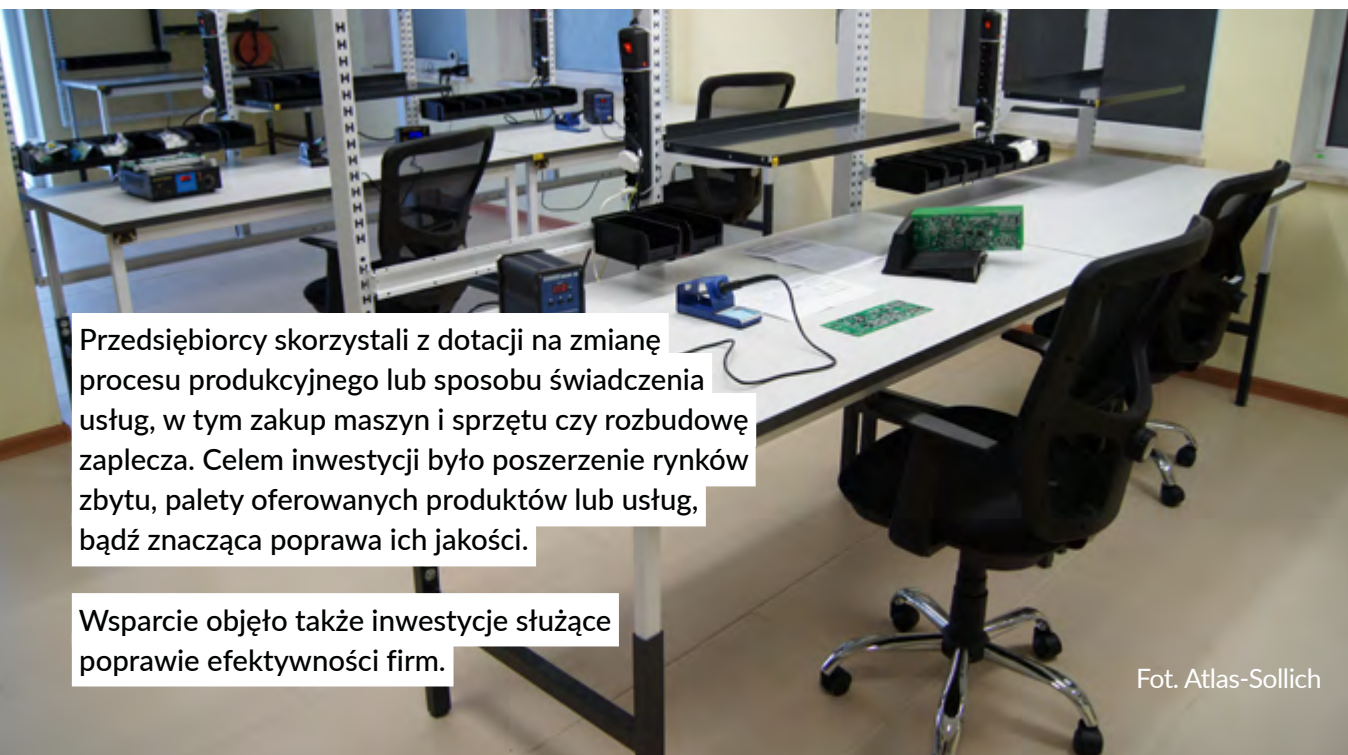 Przedsiębiorcy skorzystali z dotacji na zmianę
procesu produkcyjnego lub sposobu świadczenia
usług, w tym zakup maszyn i sprzętu czy rozbudowę
zaplecza. Celem inwestycji było poszerzenie rynków
zbytu, palety oferowanych produktów lub usług,
bądź znacząca poprawa ich jakości.
Wsparcie objęło także inwestycje służące
poprawie efektywności firm.
Fot. Atlas-Sollich